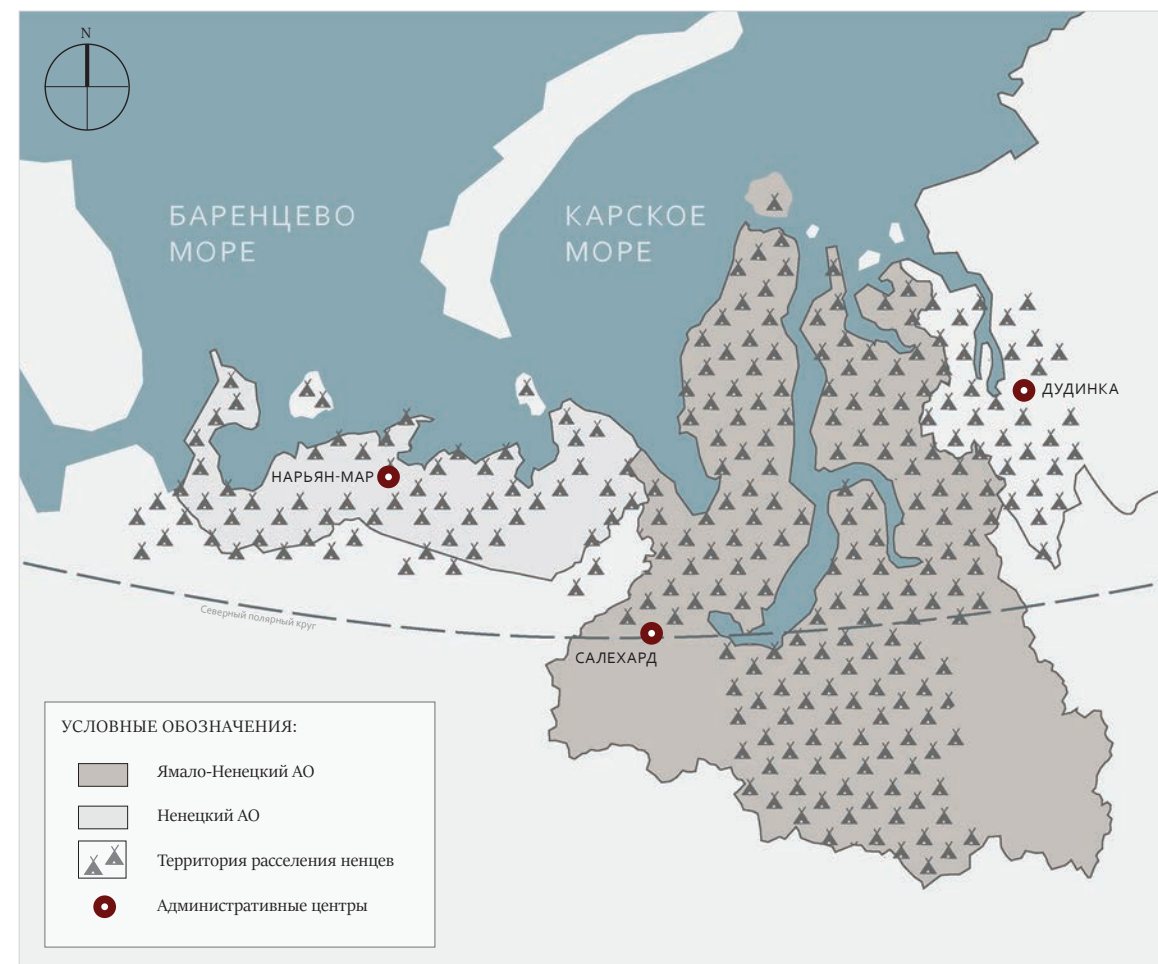 N
БАРЕНЦЕВО
МОРЕ
КАРСКОЕ
МОРЕ
ДУДИНКА
НАРЬЯН-МАР
Северный полярный круг
САЛЕХАРД
УСЛОВНЫЕ ОБОЗНАЧЕНИЯ:
Ямало-Ненецкий АО
Ненецкий АО
Территория расселения ненцев
Административные центры